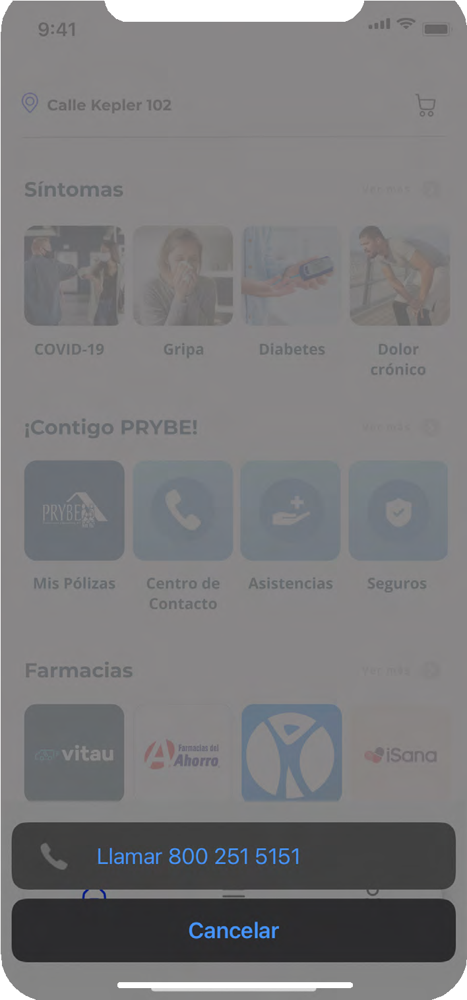 9:41
Calle Kepler 102
Síntomas
Ver más
COVID-19
Gripa
Diabetes
Dolor
crónico
¡Contigo PRYBE!
Ver más
PRYBE
Mis Pólizas
Centro de
Contacto
Asistencias
Seguros
Farmacias
Ver más
vitau
Farmacias del
Ahorro
iSana
Llamar 800 251 5151
Cancelar